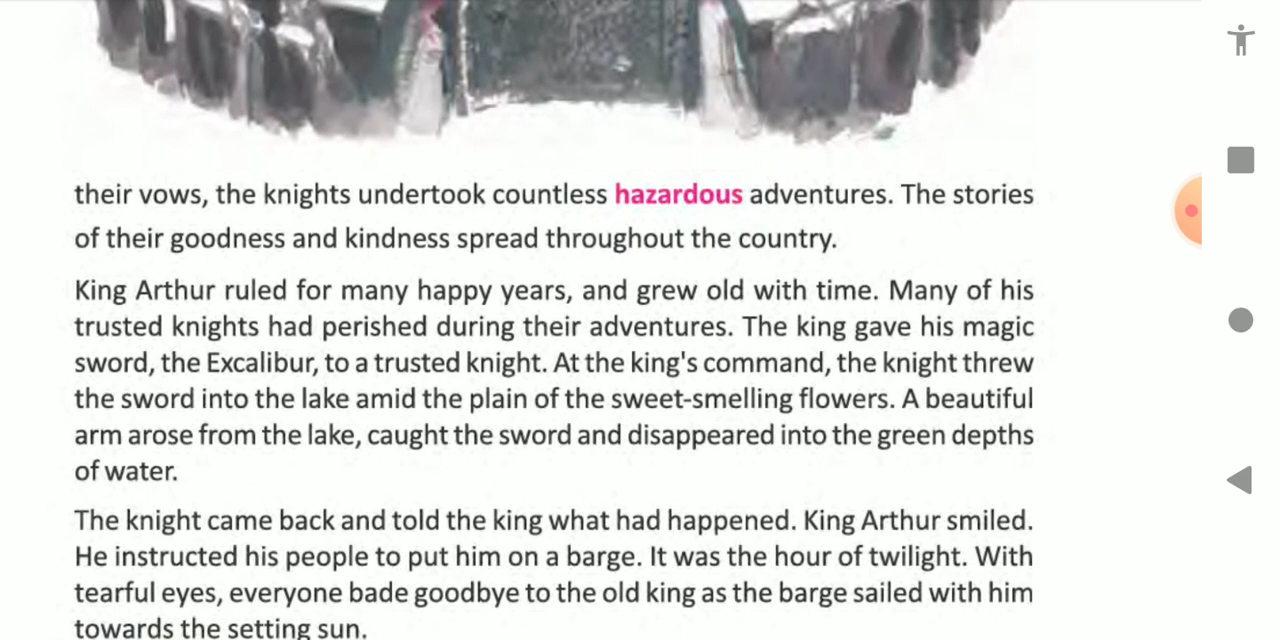 their vows, the knights undertook countless hazardous adventures. The stories
of their goodness and kindness spread throughout the country.
King Arthur ruled for many happy years, and grew old with time. Many of his
trusted knights had perished during their adventures. The king gave his magic
sword, the Excalibur, to a trusted knight. At the king's command, the knight threw
the sword into the lake amid the plain of the sweet-smelling flowers. A beautiful
arm arose from the lake, caught the sword and disappeared into the green depths
of water.
The knight came back and told the king what had happened. King Arthur smiled.
He instructed his people to put him on a barge. It was the hour of twilight. With
tearful eyes, everyone bade goodbye to the old king as the barge sailed with him
towards the setting sun.